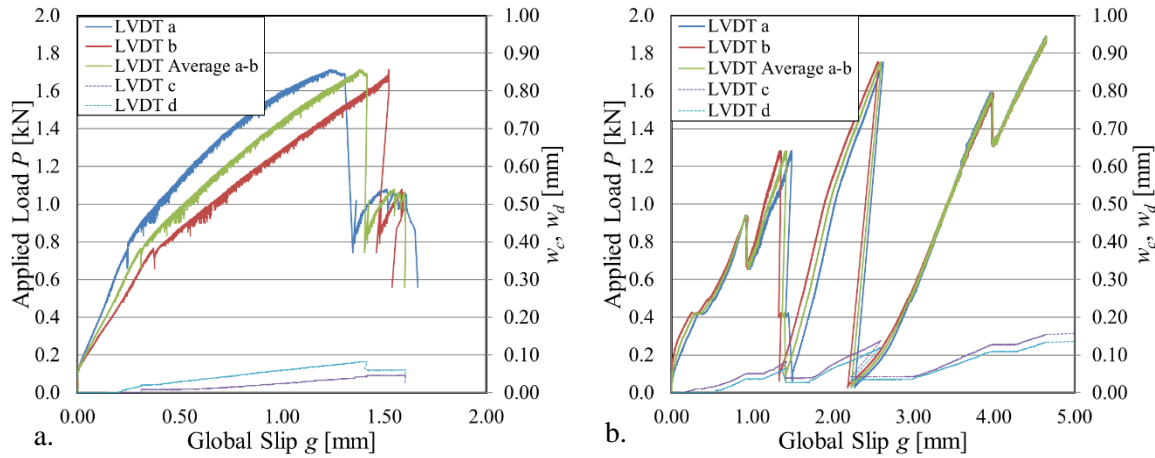 2.0
1.8
1.6
1.4
1.2
1.0
0.8
0.6
0.4
0.2
0.0
Applied Load P [kN]
LVDT a
LVDT b
LVDT Average a-b
LVDT c
LVDT d
1.00
0.90
0.80
0.70
0.60
0.50
0.40
0.30
0.20
0.10
0.00
w_c, w_d [mm]
0.00 0.50 1.00 1.50 2.00
a. Global Slip g [mm]
2.0
1.8
1.6
1.4
1.2
1.0
0.8
0.6
0.4
0.2
0.0
Applied Load P [kN]
LVDT a
LVDT b
LVDT Average a-b
LVDT c
LVDT d
1.00
0.90
0.80
0.70
0.60
0.50
0.40
0.30
0.20
0.10
0.00
w_c, w_d [mm]
0.00 1.00 2.00 3.00 4.00 5.00
b. Global Slip g [mm]